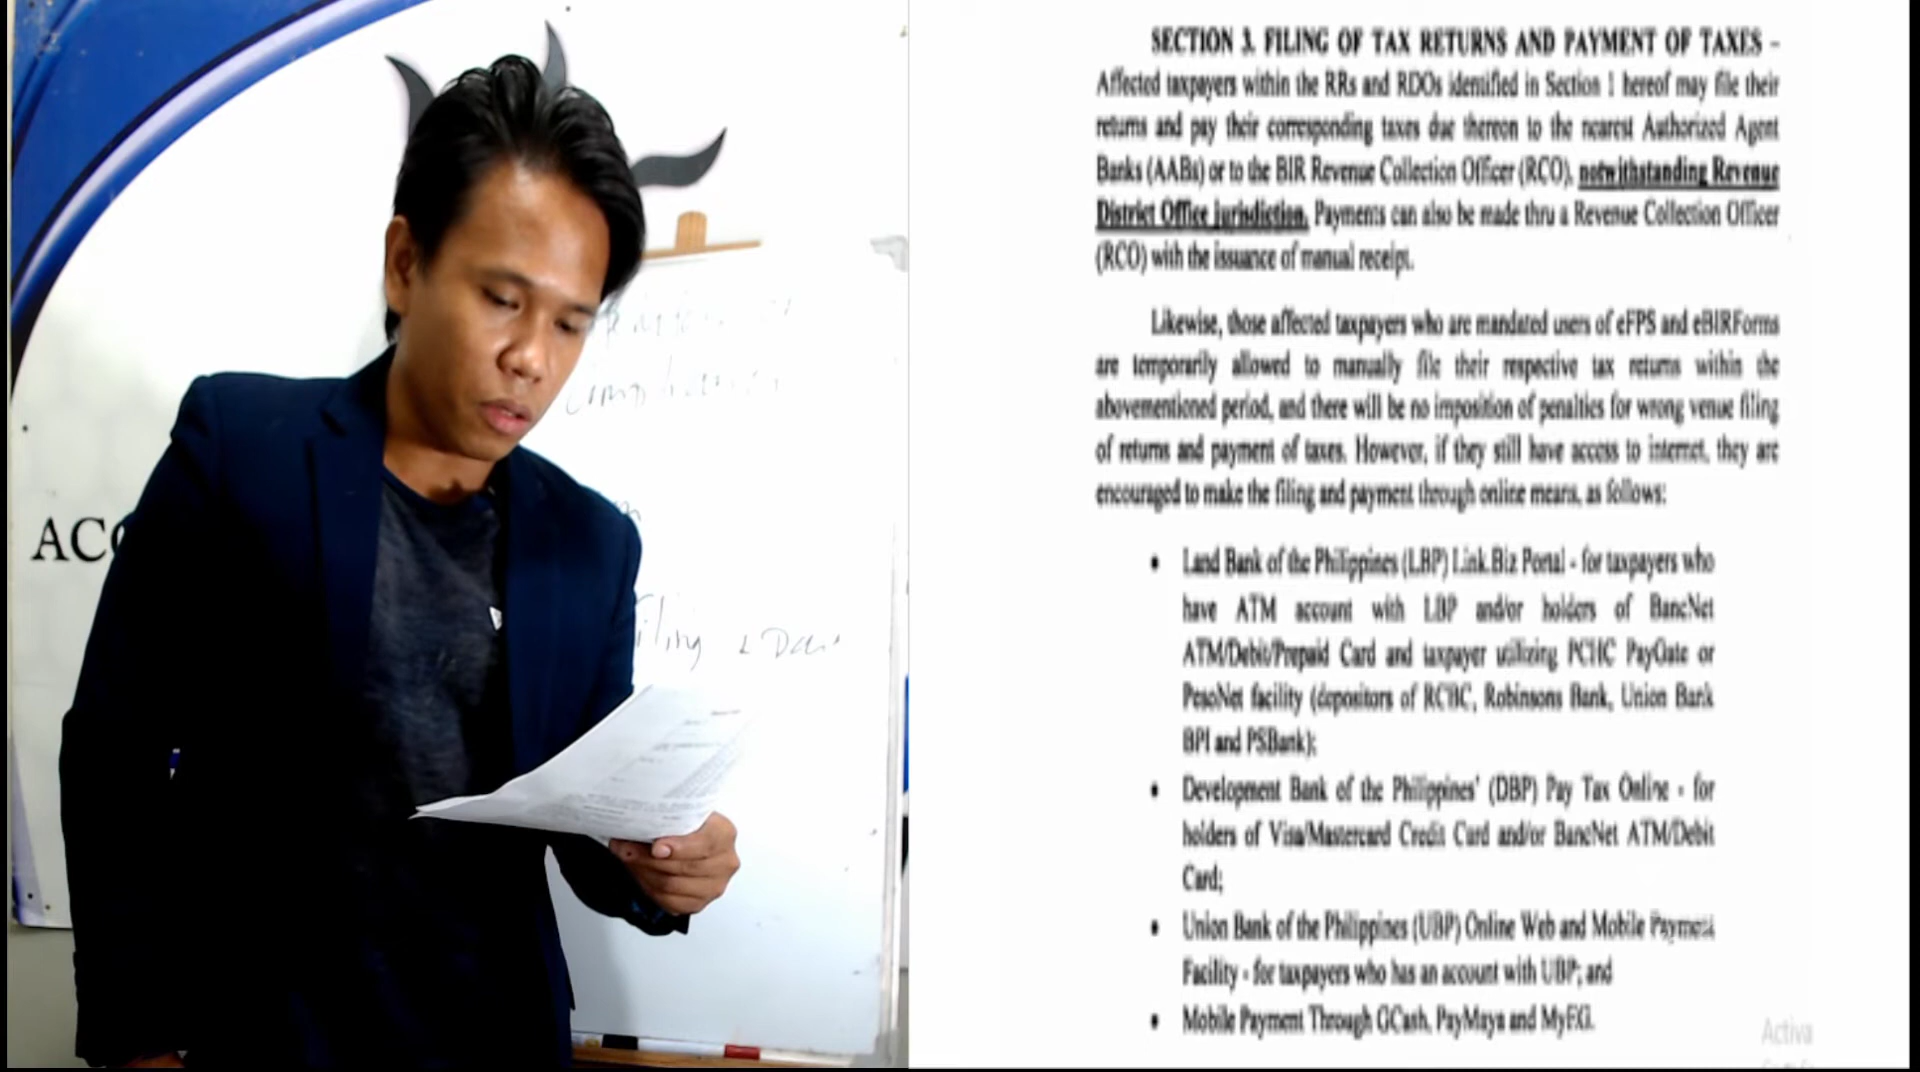 ACC
Compliance
iling & Dead
SECTION 3. FILING OF TAX RETURNS AND PAYMENT OF TAXES –
Affected taxpayers within the RRs and RDOs identified in Section 1 hereof may file their
returns and pay their corresponding taxes due thereon to the nearest Authorized Agent
Banks (AABs) or to the BIR Revenue Collection Officer (RCO), notwithstanding Revenue
District Office jurisdiction. Payments can also be made thru a Revenue Collection Officer
(RCO) with the issuance of manual receipt.
Likewise, those affected taxpayers who are mandated users of eFPS and eBIRForms
are temporarily allowed to manually file their respective tax returns within the
abovementioned period, and there will be no imposition of penalties for wrong venue filing
of returns and payment of taxes. However, if they still have access to internet, they are
encouraged to make the filing and payment through online means, as follows:
• Land Bank of the Philippines (LBP) Link.Biz Portal - for taxpayers who
have ATM account with LBP and/or holders of BancNet
ATM/Debit/Prepaid Card and taxpayer utilizing PCHC PayGate or
PesoNet facility (depositors of RCBC, Robinsons Bank, Union Bank
BPI and PSBank);
• Development Bank of the Philippines' (DBP) Pay Tax Online - for
holders of Visa/Mastercard Credit Card and/or BancNet ATM/Debit
Card;
• Union Bank of the Philippines (UBP) Online Web and Mobile Payment
Facility - for taxpayers who has an account with UBP; and
• Mobile Payment Through GCash, PayMaya and MyEG.
Activa